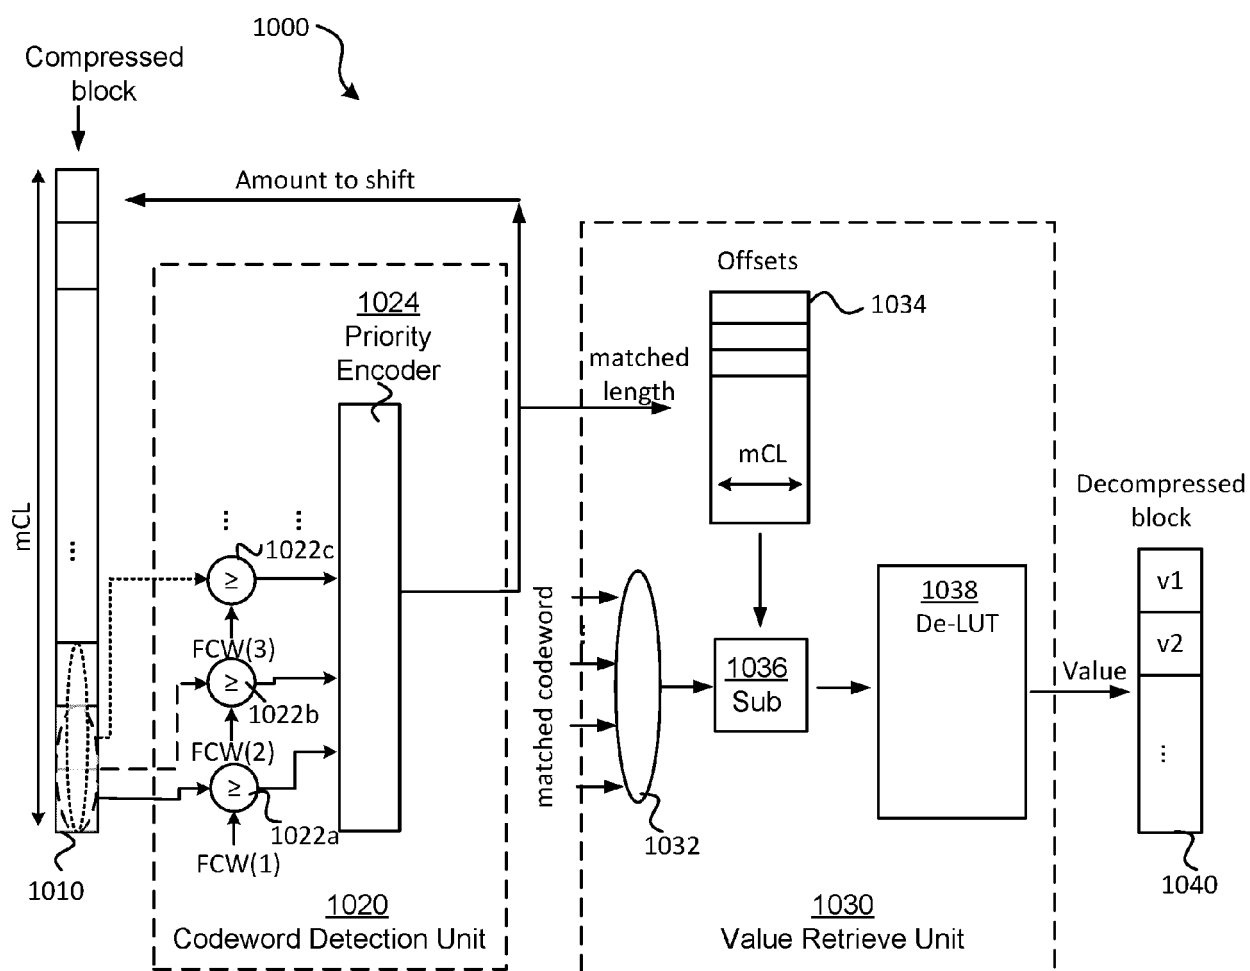 1000
Compressed
block
Amount to shift
mCL
...
1024
Priority
Encoder
...
...
1022c
≥
FCW(3)
≥
1022b
FCW(2)
≥
1022a
FCW(1)
1010
1020
Codeword Detection Unit
Offsets
1034
matched
length
mCL
matched codeword
1032
1036
Sub
1038
De-LUT
Value
1030
Value Retrieve Unit
Decompressed
block
v1
v2
...
1040